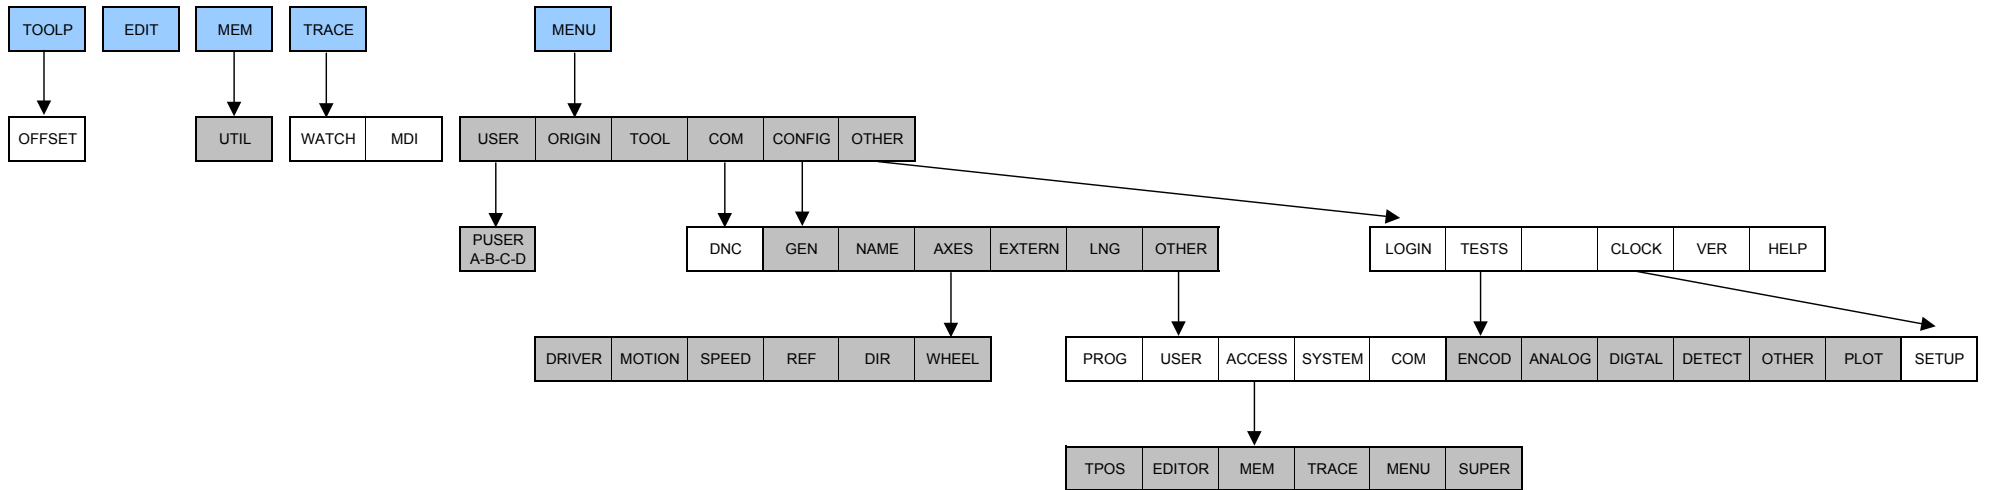 TOOLP EDIT MEM TRACE MENU
OFFSET UTIL WATCH MDI USER ORIGIN TOOL COM CONFIG OTHER
PUSER
A-B-C-D
DNC GEN NAME AXES EXTERN LNG OTHER LOGIN TESTS CLOCK VER HELP
DRIVER MOTION SPEED REF DIR WHEEL PROG USER ACCESS SYSTEM COM ENCOD ANALOG DIGTAL DETECT OTHER PLOT SETUP
TPOS EDITOR MEM TRACE MENU SUPER